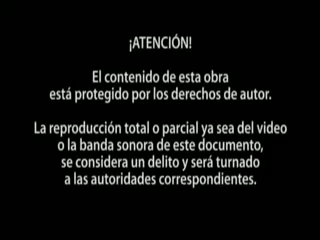 ¡ATENCIÓN!
El contenido de esta obra
está protegido por los derechos de autor.
La reproducción total o parcial ya sea del video
o la banda sonora de este documento,
se considera un delito y será turnado
a las autoridades correspondientes.